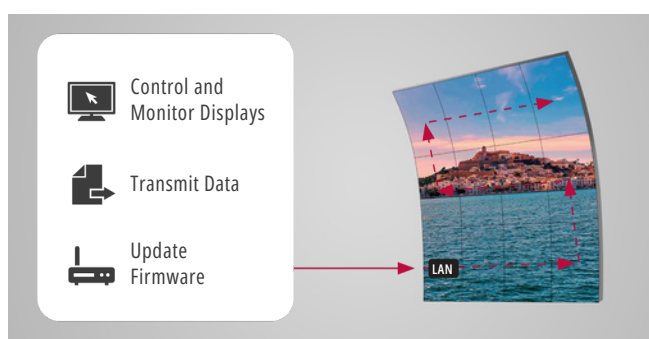 Control and
Monitor Displays
Transmit Data
Update
Firmware
LAN